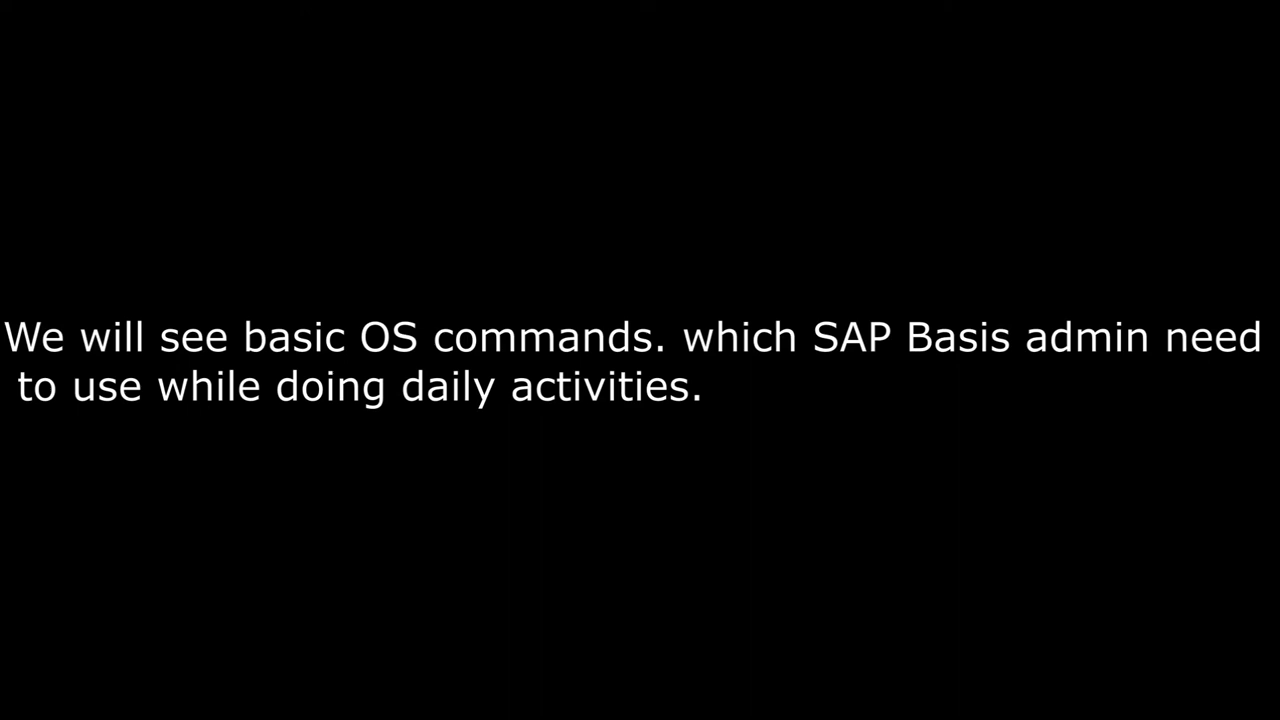 We will see basic OS commands. which SAP Basis admin need
to use while doing daily activities.